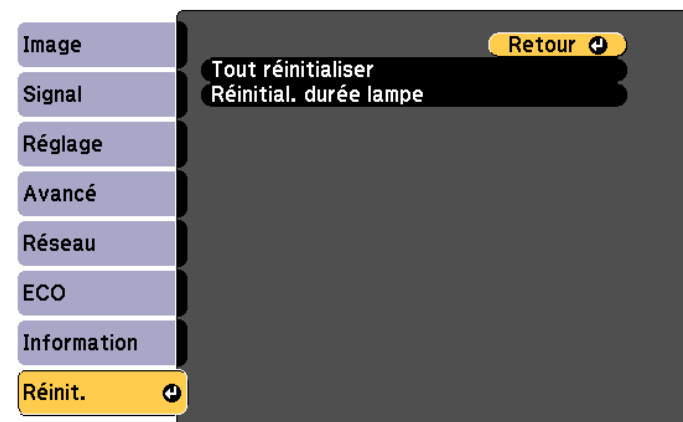 Image
Signal
Réglage
Avancé
Réseau
ECO
Information
Réinit.
Retour
Tout réinitialiser
Réinitial. durée lampe